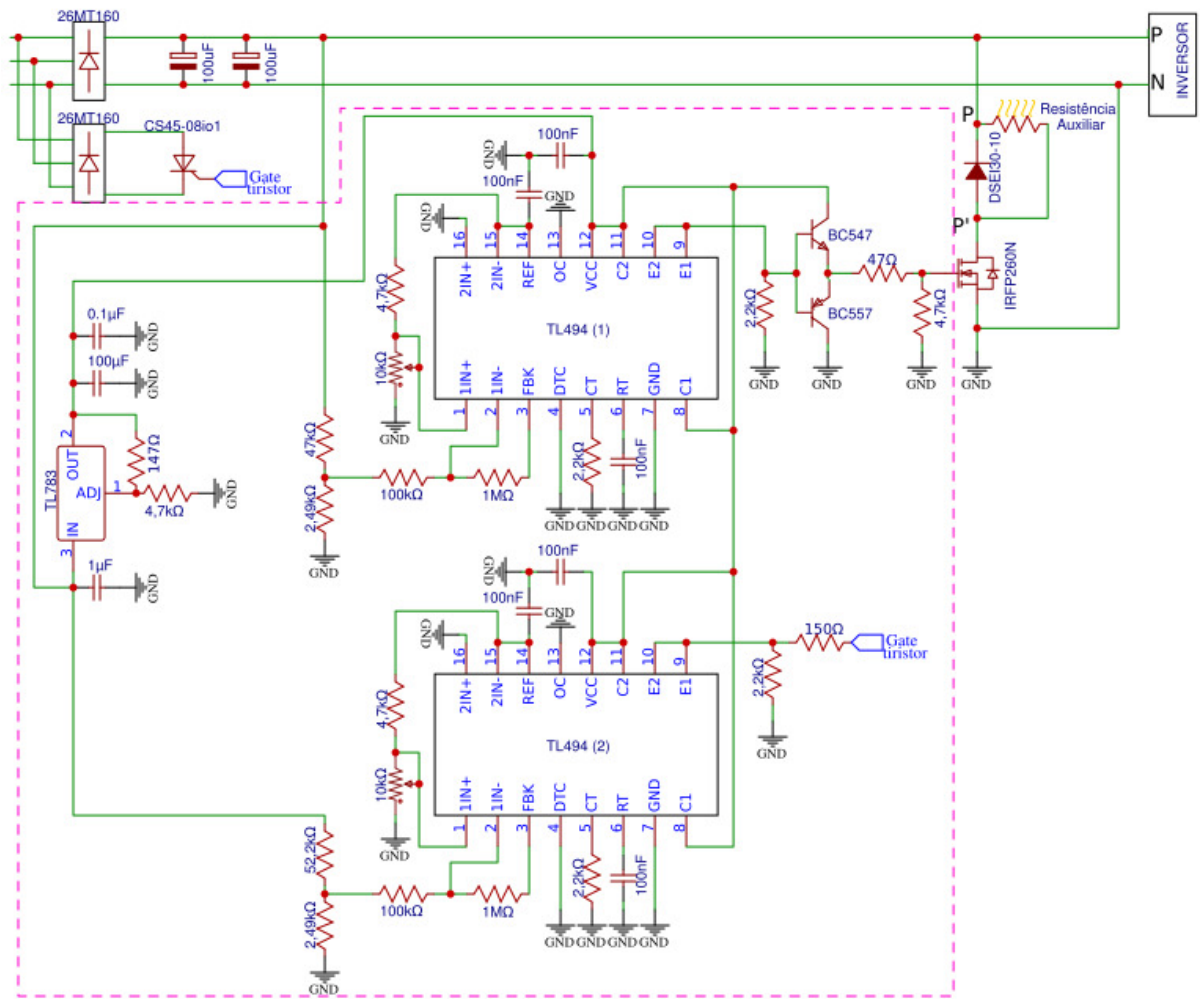 26MT160
100uF
100uF
P
N
INVERSOR
26MT160
CS45-08io1
Gate
tiristor
P
Resistência
Auxiliar
DSEI30-10
P'
IRFP260N
100nF
GND
100nF
GND
GND
16
15
14
13
12
11
10
9
2IN+
2IN-
REF
OC
VCC
C2
E2
E1
TL494 (1)
1IN+
1IN-
FBK
DTC
CT
RT
GND
C1
1
2
3
4
5
6
7
8
4,7kΩ
10kΩ
GND
BC547
BC557
47Ω
2,2kΩ
4,7kΩ
GND
GND
GND
GND
0.1µF
GND
100µF
GND
2
OUT
147Ω
TL783
ADJ
1
4,7kΩ
GND
IN
3
1µF
GND
47kΩ
2,49kΩ
GND
100kΩ
1MΩ
2,2kΩ
100nF
GND
GND
GND
GND
100nF
GND
100nF
GND
GND
16
15
14
13
12
11
10
9
2IN+
2IN-
REF
OC
VCC
C2
E2
E1
TL494 (2)
1IN+
1IN-
FBK
DTC
CT
RT
GND
C1
1
2
3
4
5
6
7
8
4,7kΩ
10kΩ
GND
150Ω
Gate
tiristor
2,2kΩ
GND
52,2kΩ
2,49kΩ
GND
100kΩ
1MΩ
2,2kΩ
100nF
GND
GND
GND
GND